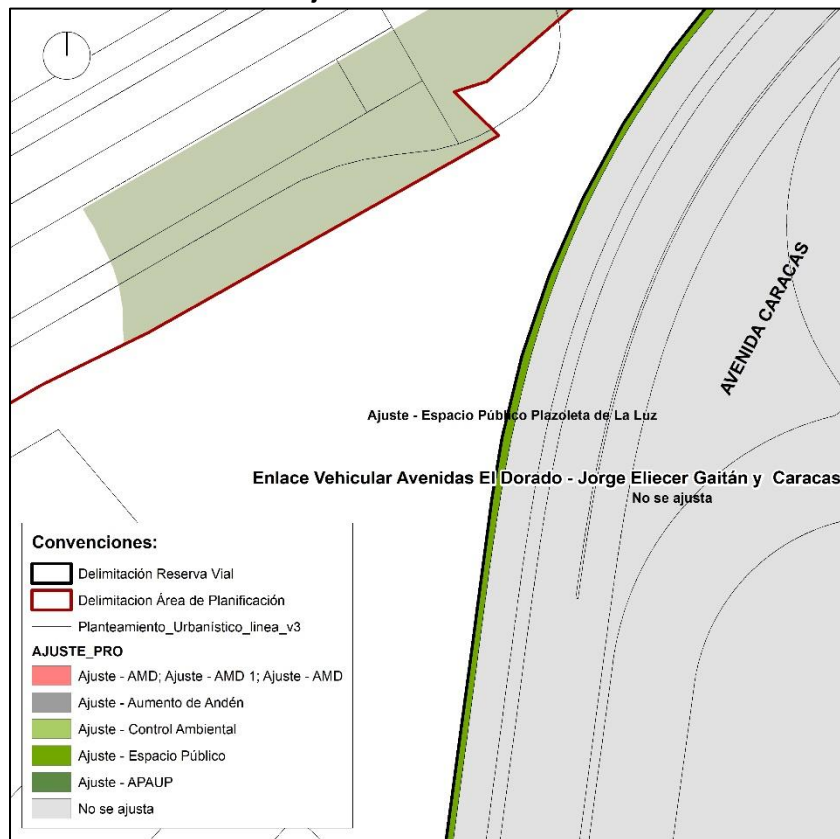 AVENIDA CARACAS
Ajuste - Espacio Público Plazoleta de La Luz
Enlace Vehicular Avenidas El Dorado - Jorge Eliecer Gaitán y Caracas
No se ajusta
Convenciones:
Delimitación Reserva Vial
Delimitacion Área de Planificación
Planteamiento_Urbanístico_linea_v3
AJUSTE_PRO
Ajuste - AMD; Ajuste - AMD 1; Ajuste - AMD
Ajuste - Aumento de Andén
Ajuste - Control Ambiental
Ajuste - Espacio Público
Ajuste - APAUP
No se ajusta